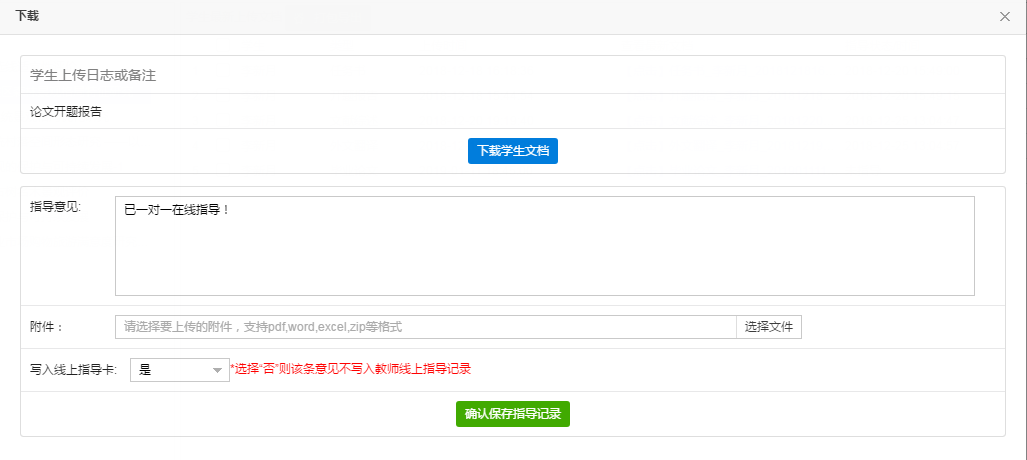 下载
学生上传日志或备注
论文开题报告
下载学生文档
指导意见:
已一对一在线指导！
附件：
请选择要上传的附件，支持pdf,word,excel,zip等格式
选择文件
写入线上指导卡:
是
*选择“否”则该条意见不写入教师线上指导记录
确认保存指导记录